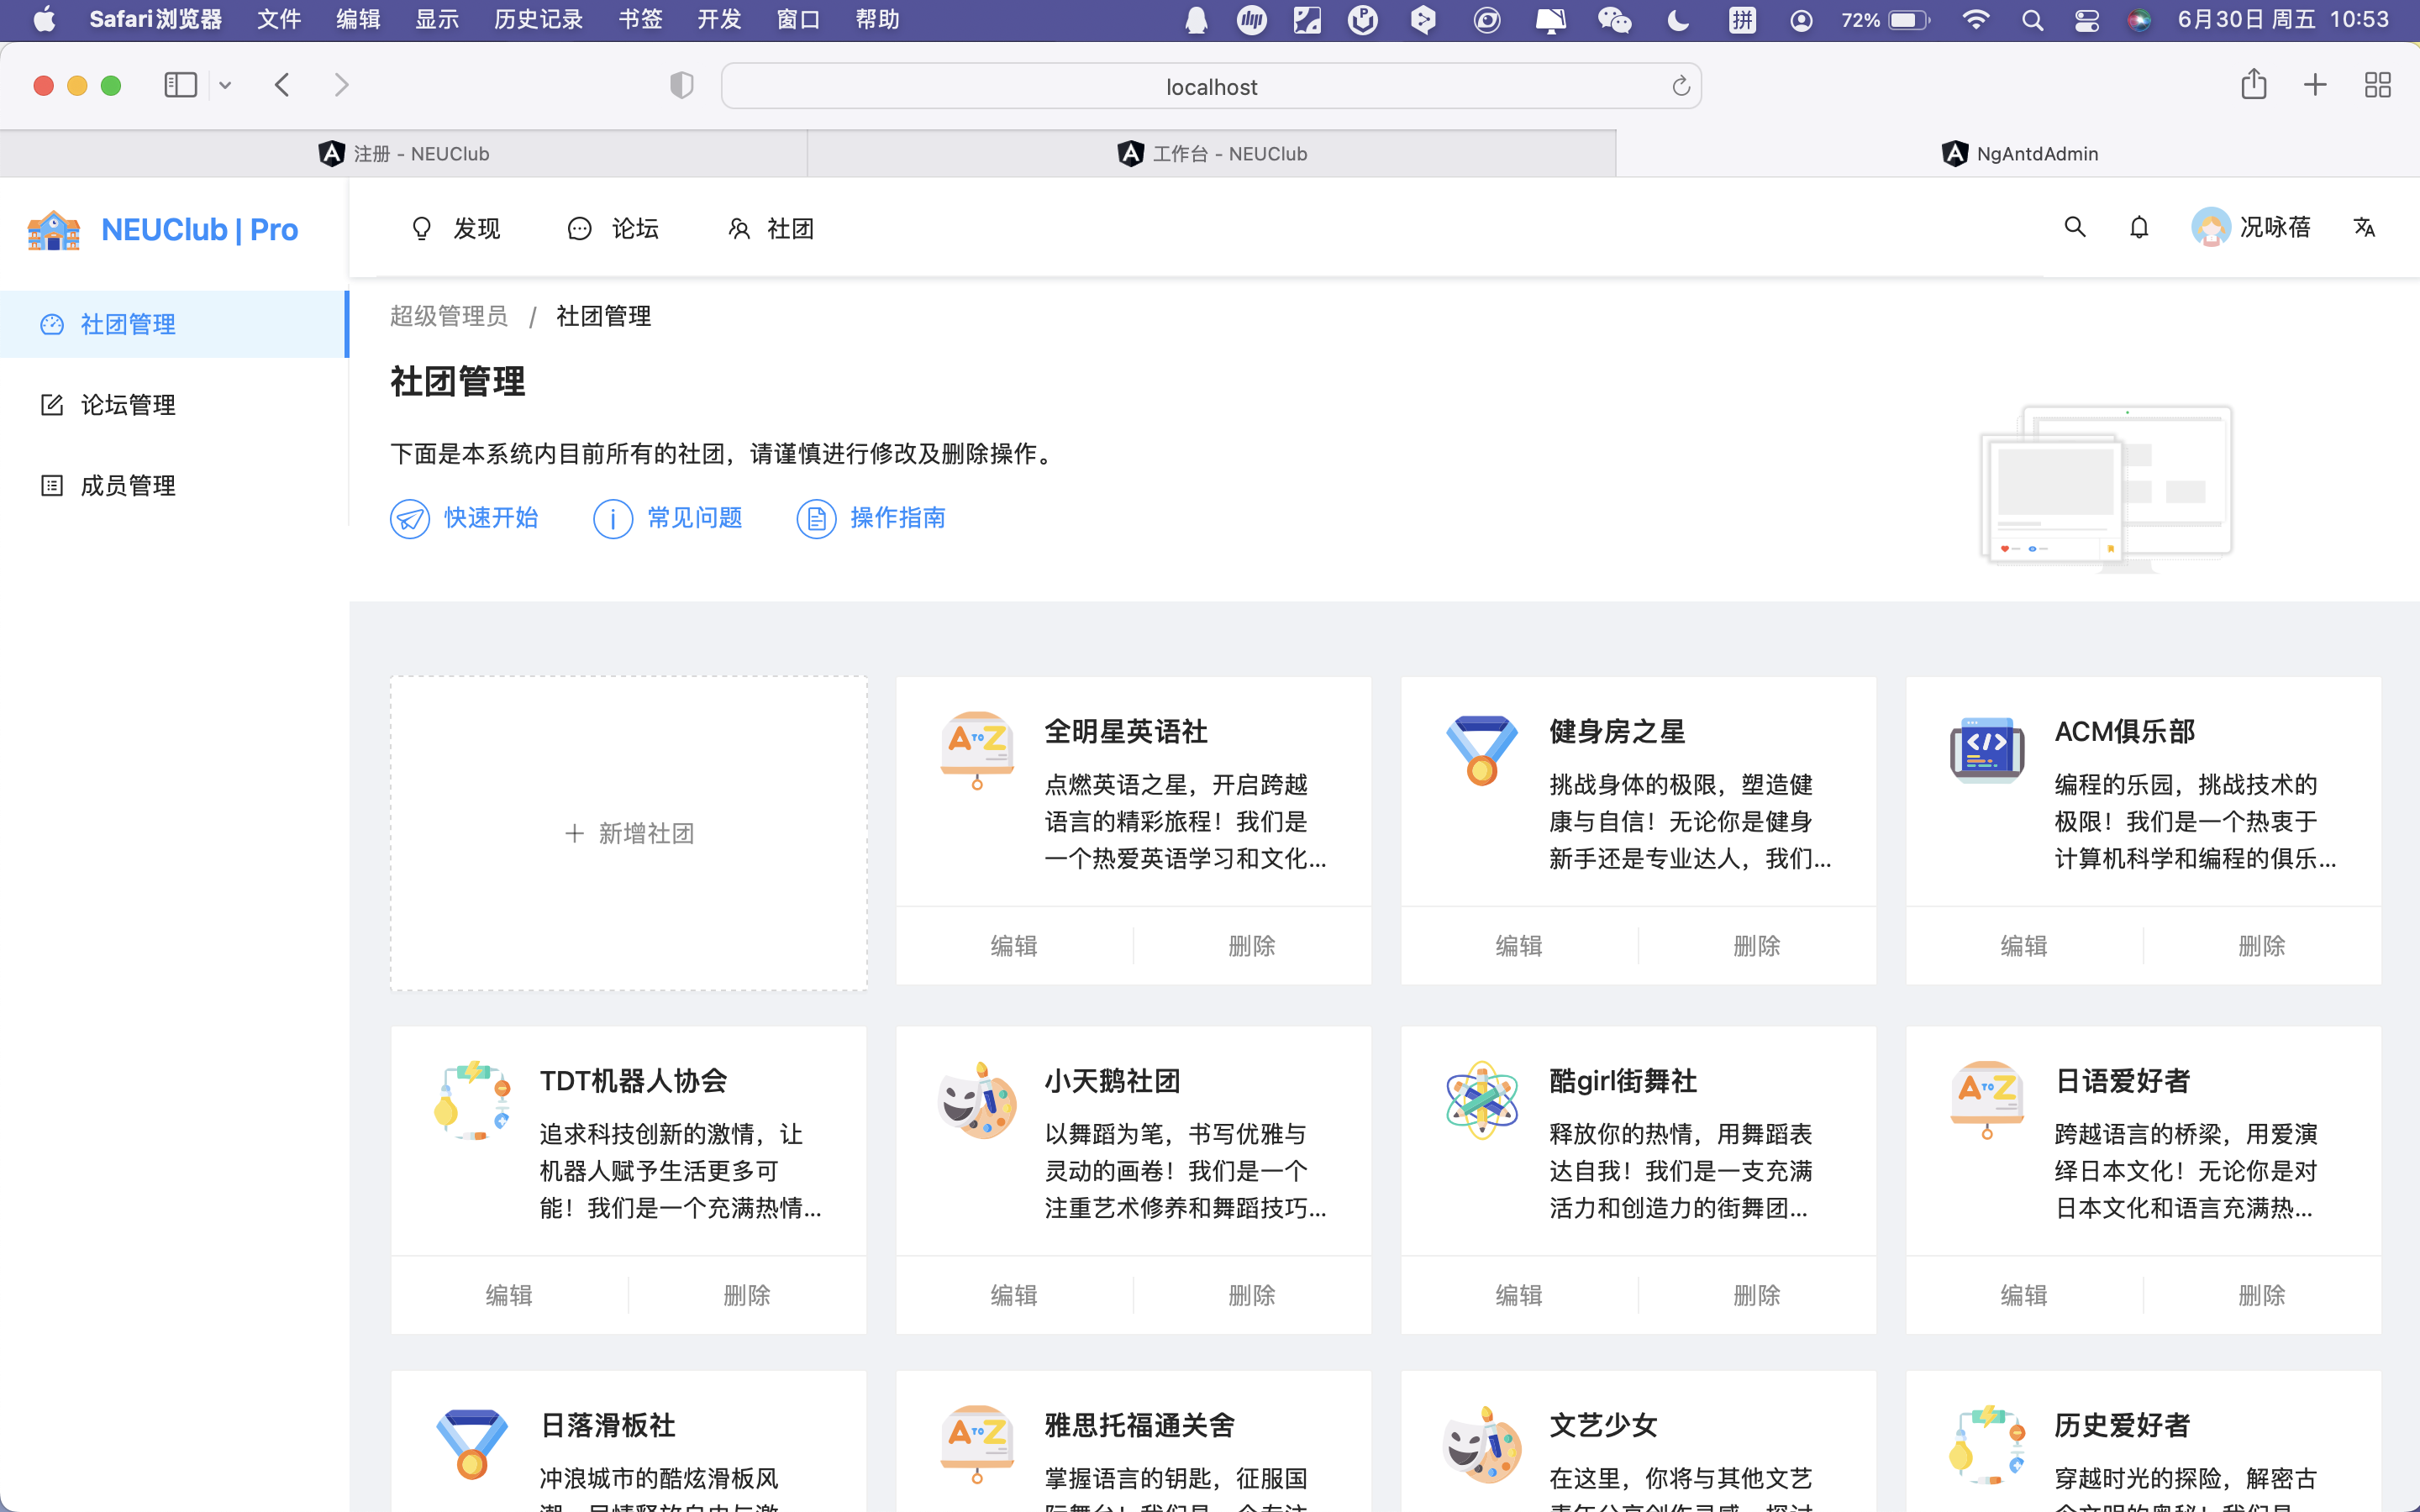 Safari浏览器 文件 编辑 显示 历史记录 书签 开发 窗口 帮助 拼 72% 6月30日 周五 10:53
localhost
注册 - NEUClub
工作台 - NEUClub
NgAntdAdmin
NEUClub | Pro
发现 论坛 社团
况咏蓓
社团管理
论坛管理
成员管理
超级管理员 / 社团管理
社团管理
下面是本系统内目前所有的社团，请谨慎进行修改及删除操作。
快速开始 常见问题 操作指南
+ 新增社团
A TO Z
全明星英语社
点燃英语之星，开启跨越
语言的精彩旅程！我们是
一个热爱英语学习和文化...
编辑 删除
健身房之星
挑战身体的极限，塑造健
康与自信！无论你是健身
新手还是专业达人，我们...
编辑 删除
ACM俱乐部
编程的乐园，挑战技术的
极限！我们是一个热衷于
计算机科学和编程的俱乐...
编辑 删除
TDT机器人协会
追求科技创新的激情，让
机器人赋予生活更多可
能！我们是一个充满热情...
编辑 删除
小天鹅社团
以舞蹈为笔，书写优雅与
灵动的画卷！我们是一个
注重艺术修养和舞蹈技巧...
编辑 删除
酷girl街舞社
释放你的热情，用舞蹈表
达自我！我们是一支充满
活力和创造力的街舞团...
编辑 删除
A TO Z
日语爱好者
跨越语言的桥梁，用爱演
绎日本文化！无论你是对
日本文化和语言充满热...
编辑 删除
日落滑板社
冲浪城市的酷炫滑板风
A TO Z
雅思托福通关舍
掌握语言的钥匙，征服国
文艺少女
在这里，你将与其他文艺
历史爱好者
穿越时光的探险，解密古